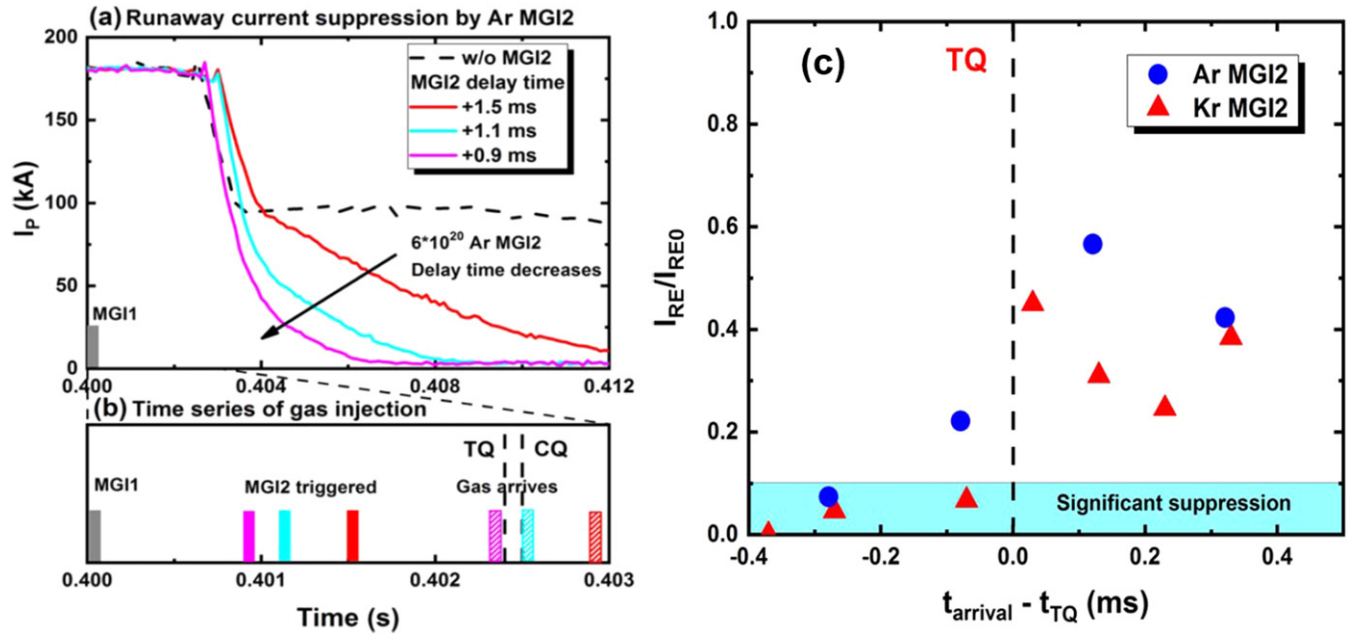 (a) Runaway current suppression by Ar MGI2
200
150
100
50
0
I_P (kA)
w/o MGI2
MGI2 delay time
+1.5 ms
+1.1 ms
+0.9 ms
6*10^20 Ar MGI2
Delay time decreases
MGI1
0.400
0.404
0.408
0.412
(b) Time series of gas injection
TQ
CQ
MGI1
MGI2 triggered
Gas arrives
0.400
0.401
0.402
0.403
Time (s)
(c)
TQ
Ar MGI2
Kr MGI2
1.0
0.8
0.6
0.4
0.2
0.0
I_RE/I_RE0
Significant suppression
-0.4
-0.2
0.0
0.2
0.4
t_arrival - t_TQ (ms)